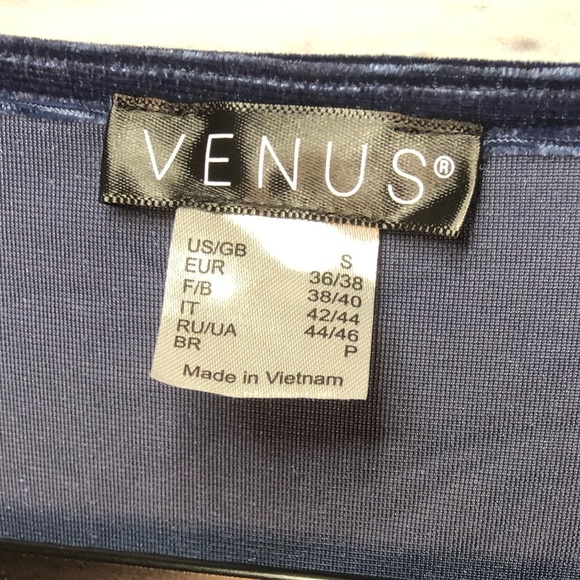 VENUS®
US/GB S
EUR 36/38
F/B 38/40
IT 42/44
RU/UA 44/46
BR P
Made in Vietnam